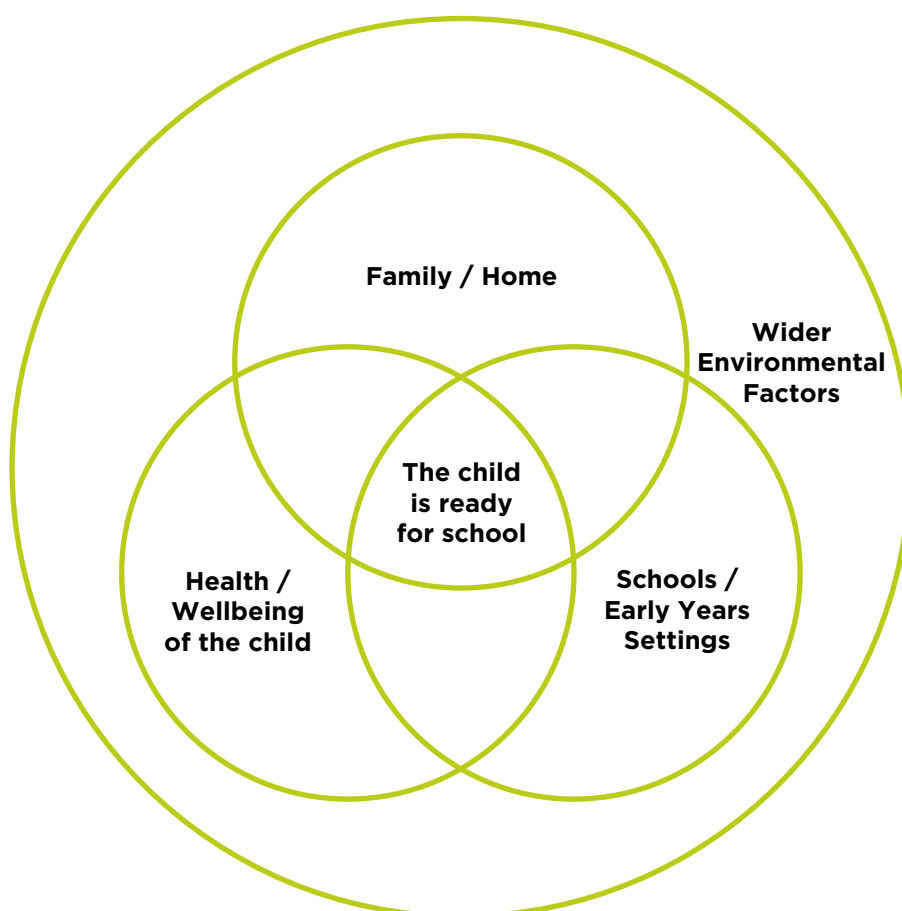 Family / Home
Wider
Environmental
Factors
The child
is ready
for school
Health /
Wellbeing
of the child
Schools /
Early Years
Settings